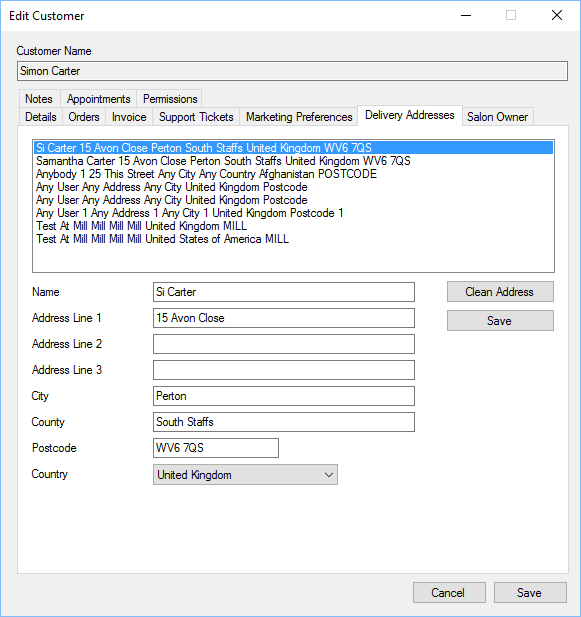 Edit Customer
Customer Name
Simon Carter
Notes Appointments Permissions
Details Orders Invoice Support Tickets Marketing Preferences Delivery Addresses Salon Owner
Si Carter 15 Avon Close Perton South Staffs United Kingdom WV6 7QS
Samantha Carter 15 Avon Close Perton South Staffs United Kingdom WV6 7QS
Anybody 1 25 This Street Any City Any Country Afghanistan POSTCODE
Any User Any Address Any City United Kingdom Postcode
Any User Any Address Any City United Kingdom Postcode
Any User 1 Any Address 1 Any City 1 United Kingdom Postcode 1
Test At Mill Mill Mill Mill United Kingdom MILL
Test At Mill Mill Mill Mill United States of America MILL
Name Si Carter Clean Address
Address Line 1 15 Avon Close Save
Address Line 2
Address Line 3
City Perton
County South Staffs
Postcode WV6 7QS
Country United Kingdom
Cancel Save